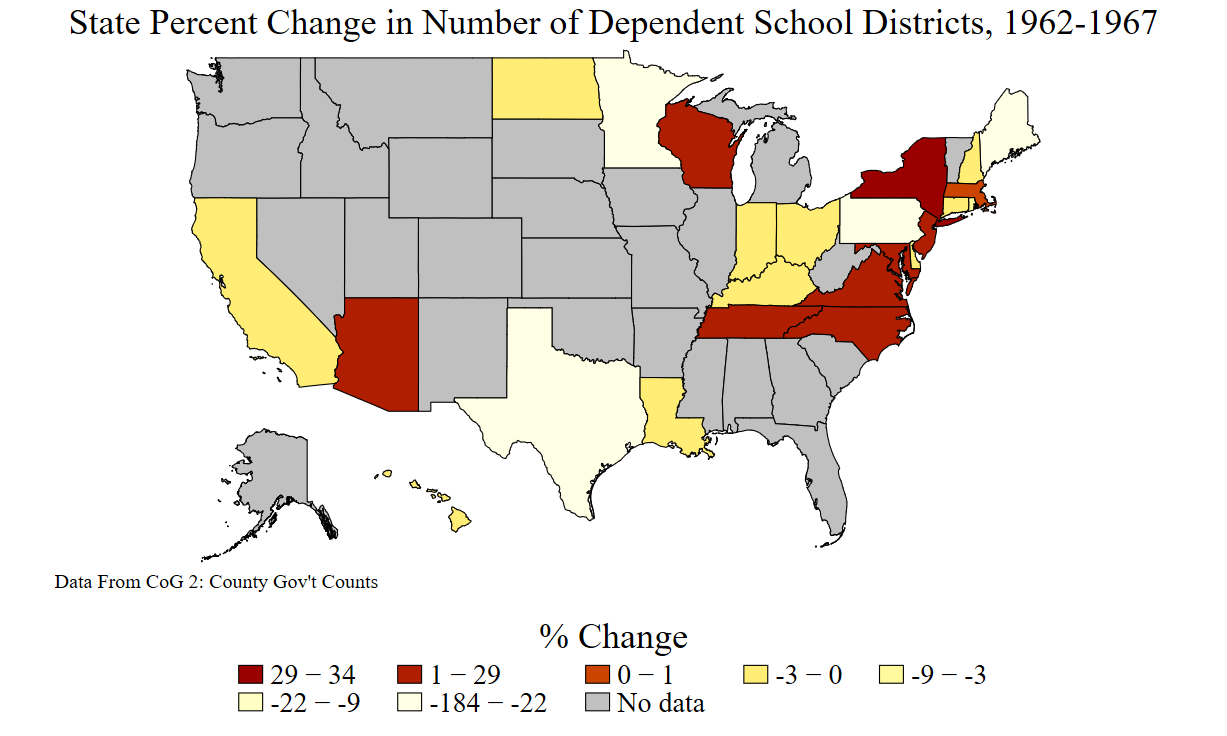 State Percent Change in Number of Dependent School Districts, 1962-1967
Data From CoG 2: County Gov't Counts
% Change
29 − 34 1 − 29 0 − 1 -3 − 0 -9 − -3
-22 − -9 -184 − -22 No data